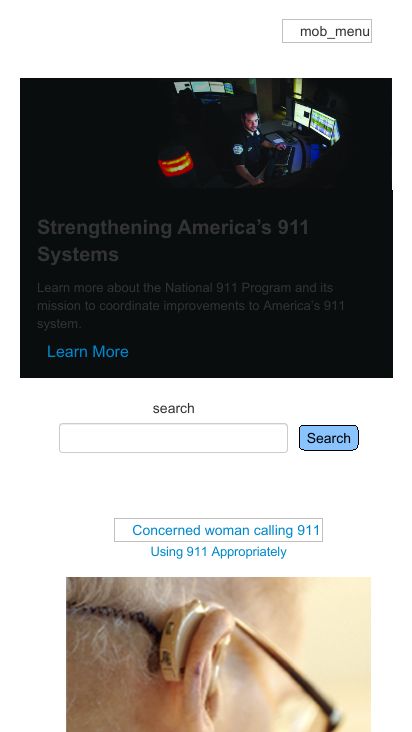 mob_menu
Strengthening America’s 911
Systems
Learn more about the National 911 Program and its
mission to coordinate improvements to America’s 911
system.
Learn More
search
Search
Concerned woman calling 911
Using 911 Appropriately